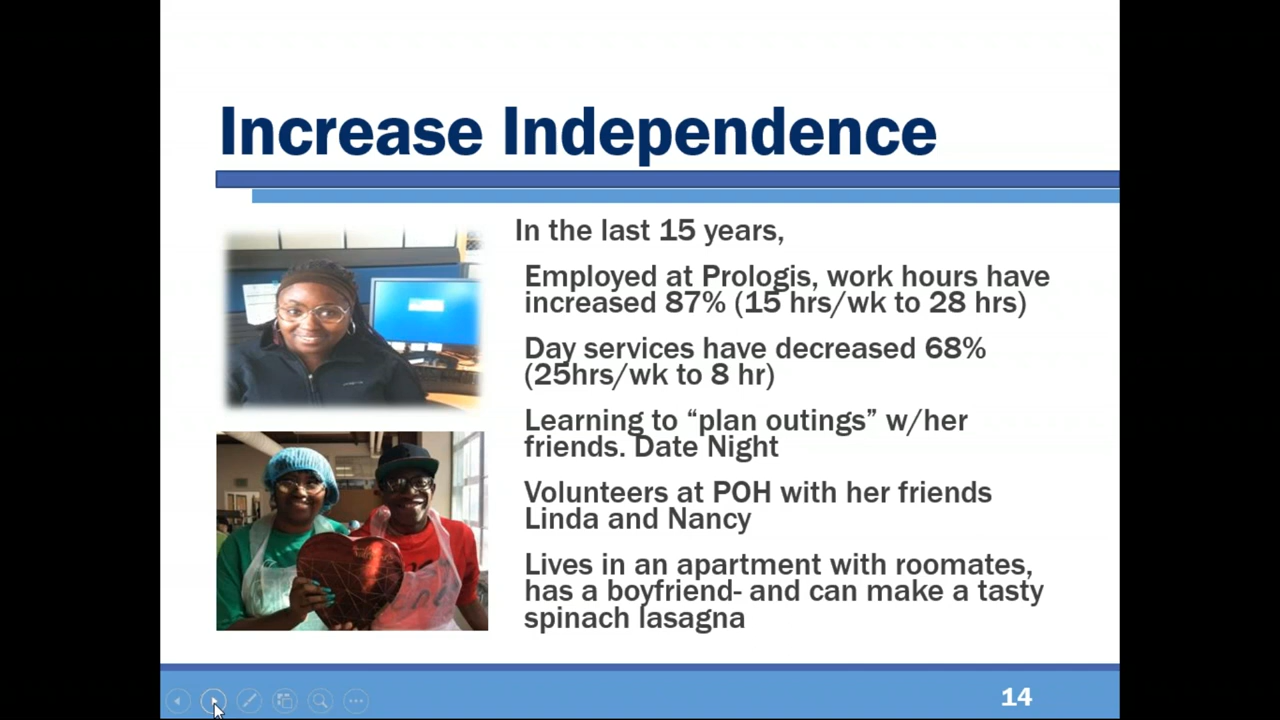 Increase Independence
In the last 15 years,
Employed at Prologis, work hours have
increased 87% (15 hrs/wk to 28 hrs)
Day services have decreased 68%
(25hrs/wk to 8 hr)
Learning to “plan outings” w/her
friends. Date Night
Volunteers at POH with her friends
Linda and Nancy
Lives in an apartment with roomates,
has a boyfriend- and can make a tasty
spinach lasagna
14